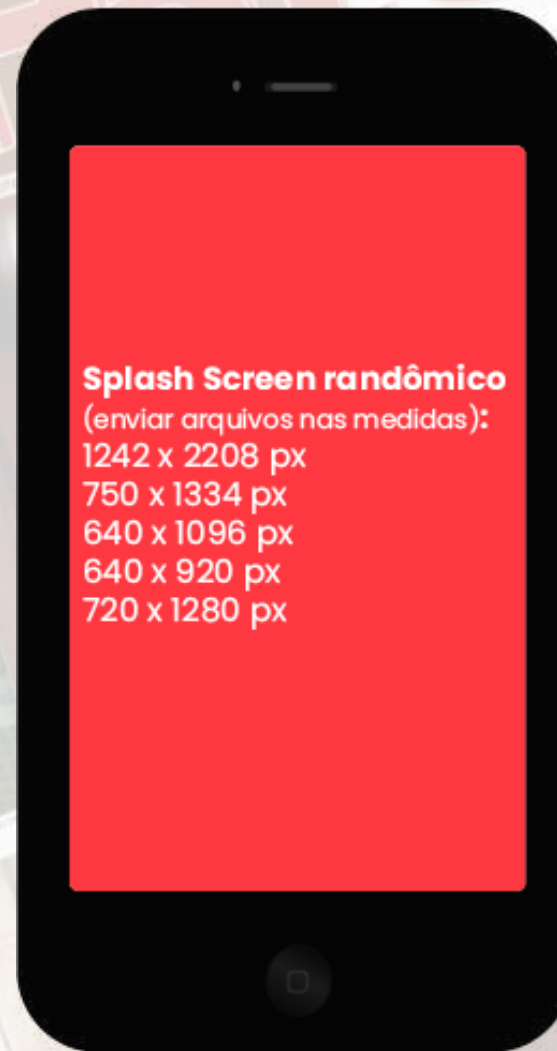 Splash Screen randômico
(enviar arquivos nas medidas):
1242 x 2208 px
750 x 1334 px
640 x 1096 px
640 x 920 px
720 x 1280 px